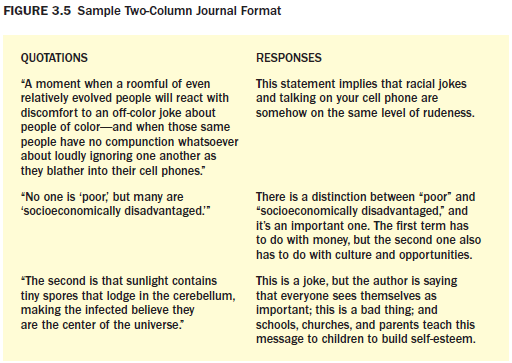 FIGURE 3.5 Sample Two-Column Journal Format
QUOTATIONS
“A moment when a roomful of even
relatively evolved people will react with
discomfort to an off-color joke about
people of color—and when those same
people have no compunction whatsoever
about loudly ignoring one another as
they blather into their cell phones.”
RESPONSES
This statement implies that racial jokes
and talking on your cell phone are
somehow on the same level of rudeness.
“No one is ‘poor,’ but many are
‘socioeconomically disadvantaged.’”
There is a distinction between “poor” and
“socioeconomically disadvantaged,” and
it’s an important one. The first term has
to do with money, but the second one also
has to do with culture and opportunities.
“The second is that sunlight contains
tiny spores that lodge in the cerebellum,
making the infected believe they
are the center of the universe.”
This is a joke, but the author is saying
that everyone sees themselves as
important; this is a bad thing; and
schools, churches, and parents teach this
message to children to build self-esteem.